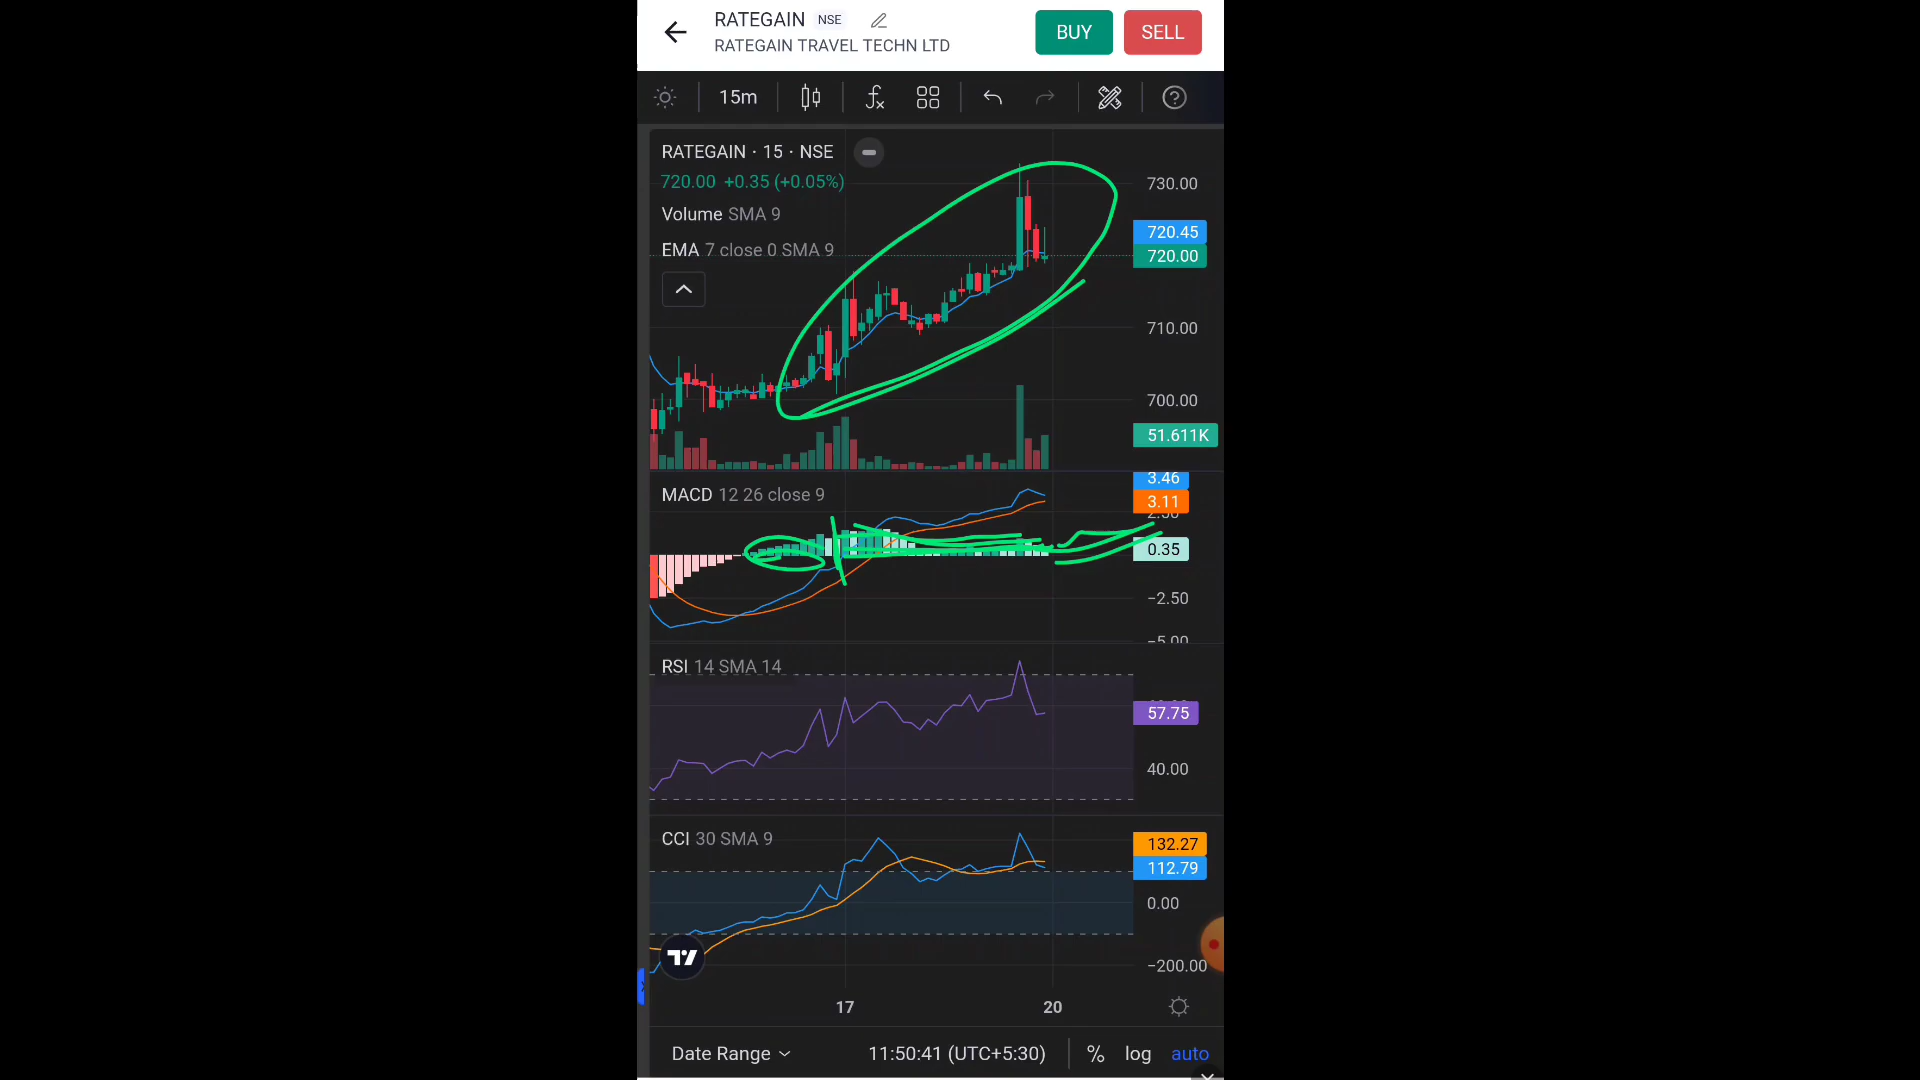 RATEGAIN NSE
RATEGAIN TRAVEL TECHN LTD
BUY
SELL
15m
RATEGAIN · 15 · NSE
720.00 +0.35 (+0.05%)
Volume SMA 9
EMA 7 close 0 SMA 9
730.00
720.45
720.00
710.00
700.00
51.611K
MACD 12 26 close 9
3.46
3.11
2.50
0.35
−2.50
−5.00
RSI 14 SMA 14
57.75
40.00
CCI 30 SMA 9
132.27
112.79
0.00
−200.00
17
20
Date Range
11:50:41 (UTC+5:30)
%
log
auto